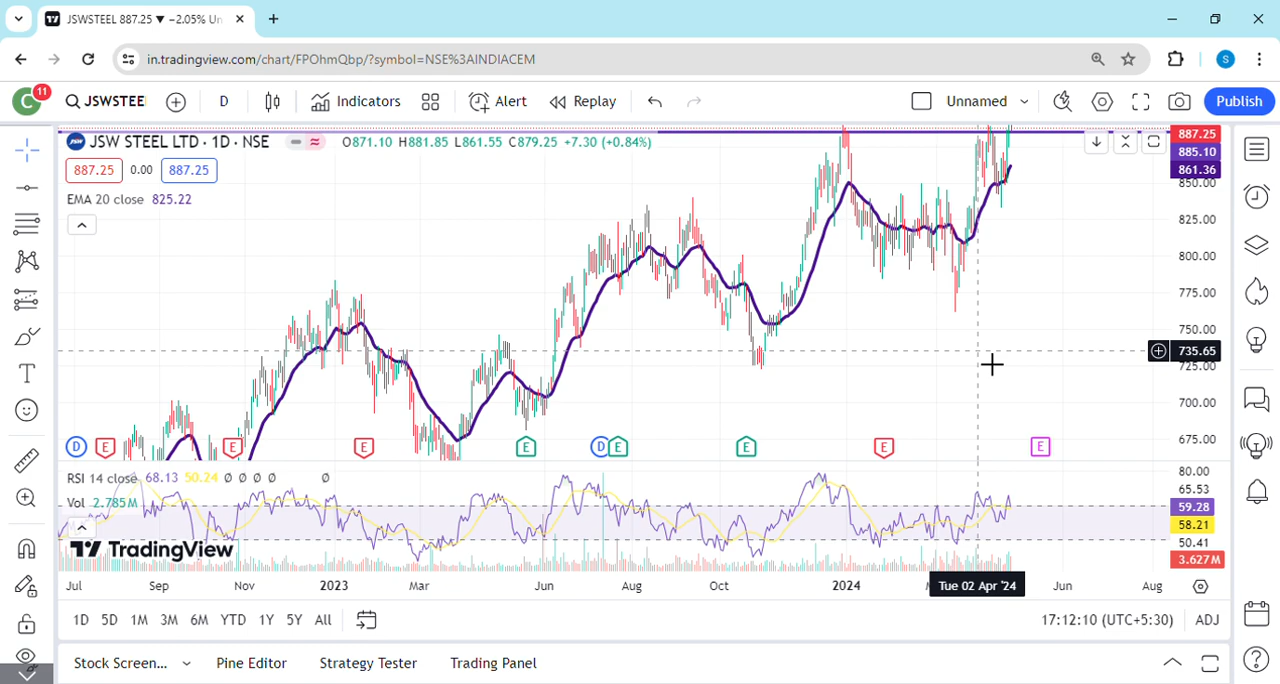 JSWSTEEL 887.25 ▼ −2.05% Un
in.tradingview.com/chart/FPOhmQbp/?symbol=NSE%3AINDIACEM
S
C
11
JSWSTEE
D
Indicators
Alert
Replay
Unnamed
Publish
JSW STEEL LTD · 1D · NSE
O871.10 H881.85 L861.55 C879.25 +7.30 (+0.84%)
887.25 0.00 887.25
EMA 20 close 825.22
887.25
885.10
861.36
850.00
825.00
800.00
775.00
750.00
735.65
725.00
700.00
675.00
D E E E E D E E E E
RSI 14 close 68.13 50.24 Ø Ø Ø Ø Ø
Vol 2.785M
80.00
65.53
59.28
58.21
50.41
3.627M
TradingView
Jul Sep Nov 2023 Mar Jun Aug Oct 2024 Tue 02 Apr '24 Jun Aug
1D 5D 1M 3M 6M YTD 1Y 5Y All
17:12:10 (UTC+5:30) ADJ
Stock Screen... Pine Editor Strategy Tester Trading Panel